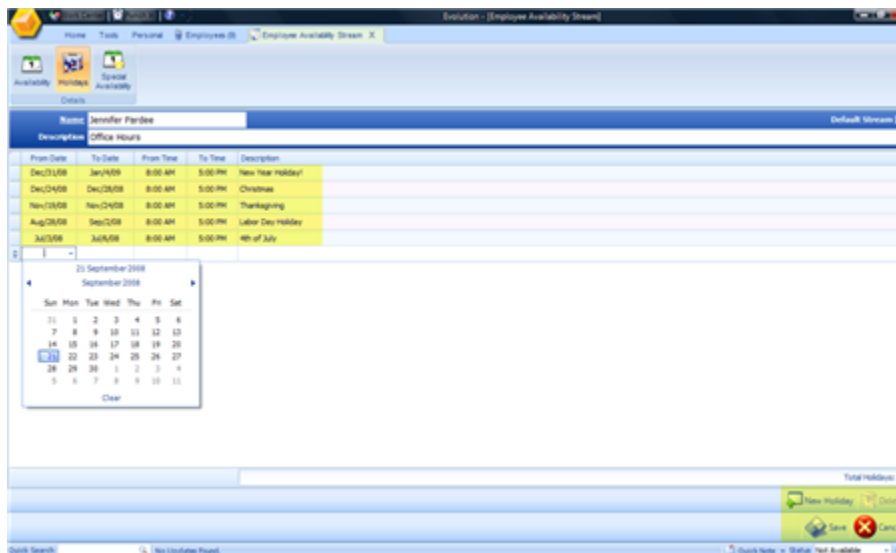 Evolution - [Employee Availability Stream]
Home Tools Personal Employees (8) Employee Availability Stream X
Availability Holidays Special Availability
Details
Name Jennifer Pardee Default Stream
Description Office Hours
From Date To Date From Time To Time Description
Dec/31/08 Jan/4/09 8:00 AM 5:00 PM New Year Holiday!
Dec/24/08 Dec/28/08 8:00 AM 5:00 PM Christmas
Nov/19/08 Nov/24/08 8:00 AM 5:00 PM Thanksgiving
Aug/28/08 Sep/2/08 8:00 AM 5:00 PM Labor Day Holiday
Jul/3/08 Jul/6/08 8:00 AM 5:00 PM 4th of July
21 September 2008
September 2008
Sun Mon Tue Wed Thu Fri Sat
31 1 2 3 4 5 6
7 8 9 10 11 12 13
14 15 16 17 18 19 20
21 22 23 24 25 26 27
28 29 30 1 2 3 4
5 6 7 8 9 10 11
Clear
Total Holidays:
New Holiday
Save Canc
Quick Search No Updates Found. Quick Note Status Not Available